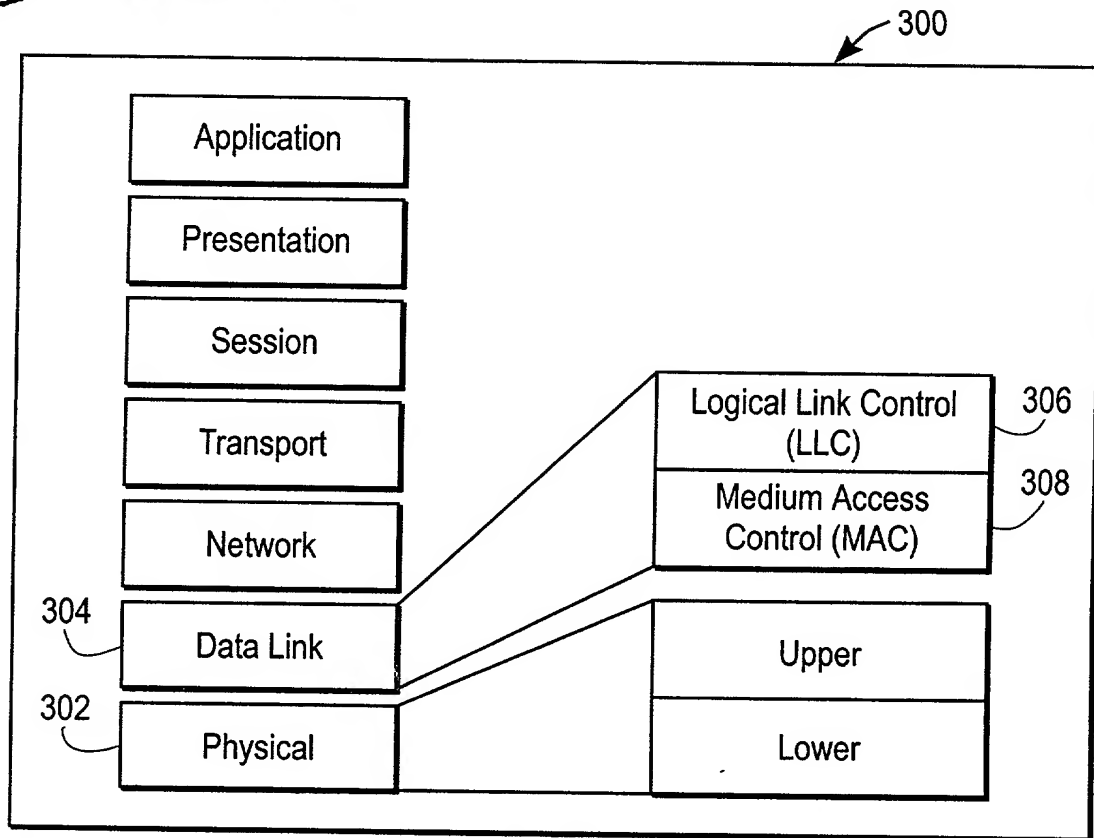 300
Application
Presentation
Session
Transport
Network
304
Data Link
302
Physical
Logical Link Control
(LLC)
306
Medium Access
Control (MAC)
308
Upper
Lower